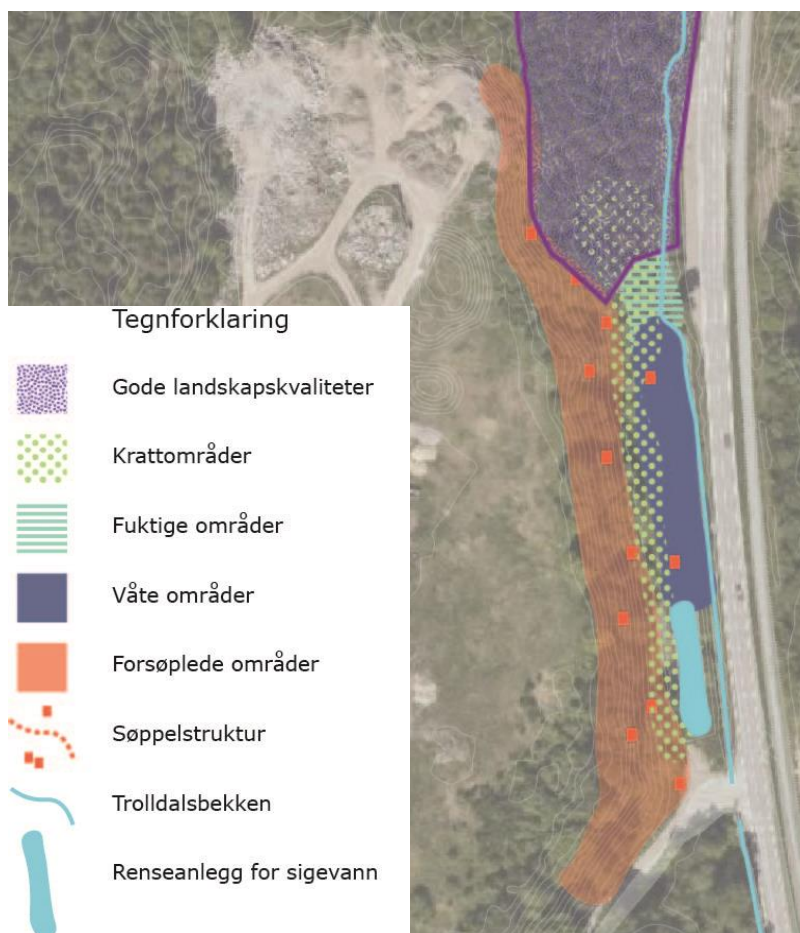 Tegnforklaring
Gode landskapskvaliteter
Krattområder
Fuktige områder
Våte områder
Forsøplede områder
Søppelstruktur
Trolldalsbekken
Renseanlegg for sigevann